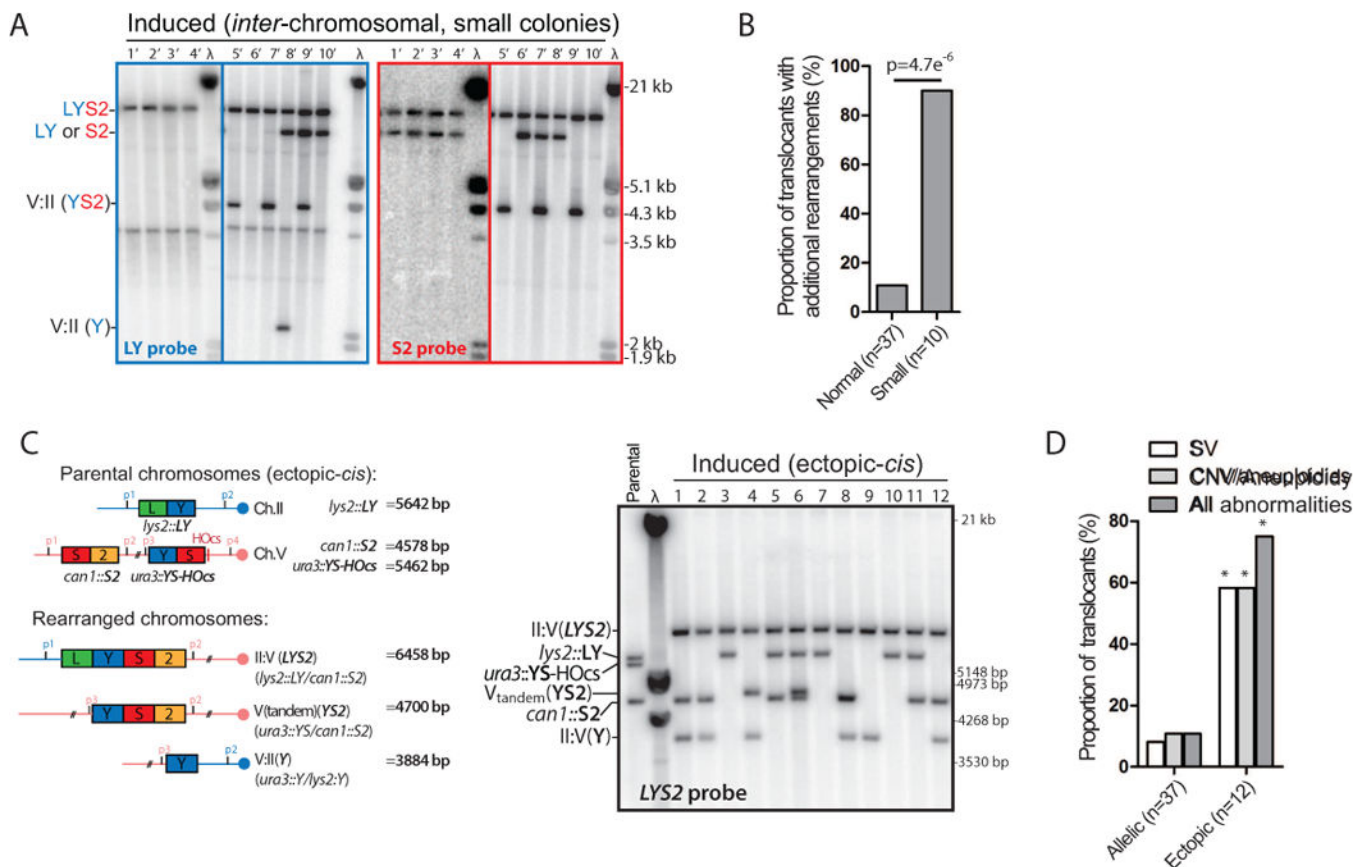 A
Induced (inter-chromosomal, small colonies)
1' 2' 3' 4' λ 5' 6' 7' 8' 9' 10' λ 1' 2' 3' 4' λ 5' 6' 7' 8' 9' 10' λ
LYS2
LY or S2
V:II (YS2)
V:II (Y)
LY probe
S2 probe
-21 kb
-5.1 kb
-4.3 kb
-3.5 kb
-2 kb
-1.9 kb
B
p=4.7e-6
Proportion of translocants with
additional rearrangements (%)
100
80
60
40
20
0
Normal (n=37)
Small (n=10)
C
Parental chromosomes (ectopic-cis):
p1 p2
L Y
Ch.II
lys2::LY
lys2::LY =5642 bp
HOcs
p1 p2 p3 p4
S 2 Y S
Ch.V
can1::S2 ura3::YS-HOcs
can1::S2 =4578 bp
ura3::YS-HOcs =5462 bp
Rearranged chromosomes:
p1 p2
L Y S 2
II:V (LYS2) =6458 bp
(lys2::LY/can1::S2)
p3 p2
Y S 2
V(tandem)(YS2) =4700 bp
(ura3::YS/can1::S2)
p3 p2
Y
V:II(Y) =3884 bp
(ura3::Y/lys2:Y)
Induced (ectopic-cis)
Parental
λ 1 2 3 4 5 6 7 8 9 10 11 12
II:V(LYS2)
lys2::LY
ura3::YS-HOcs
Vtandem(YS2)
can1::S2
II:V(Y)
LYS2 probe
21 kb
5148 bp
4973 bp
4268 bp
3530 bp
D
SV
All abnormalities
Proportion of translocants (%)
80
60
40
20
0
* * *
Allelic (n=37)
Ectopic (n=12)